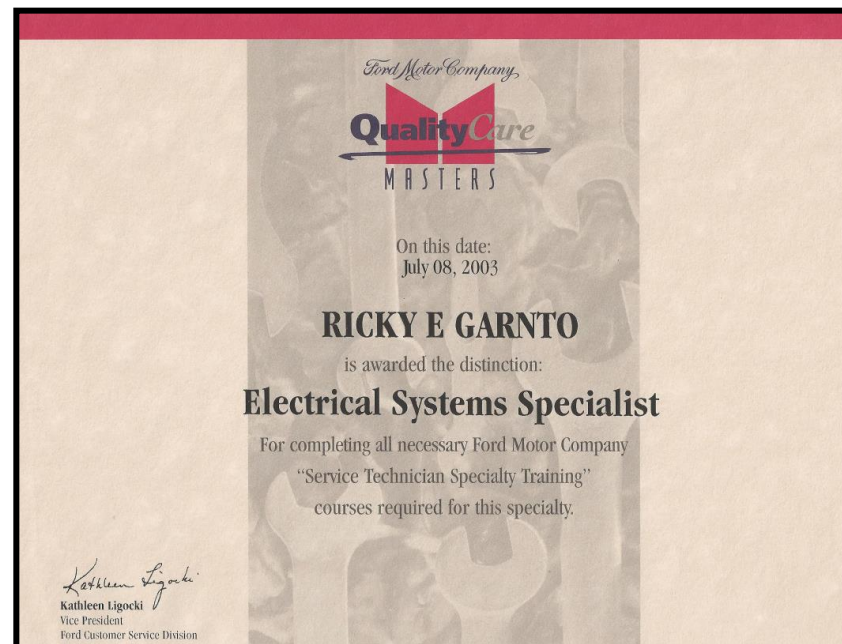 Ford Motor Company
QualityCare
MASTERS
On this date:
July 08, 2003
RICKY E GARNTO
is awarded the distinction:
Electrical Systems Specialist
For completing all necessary Ford Motor Company
“Service Technician Specialty Training”
courses required for this specialty.
Kathleen Ligocki
Kathleen Ligocki
Vice President
Ford Customer Service Division